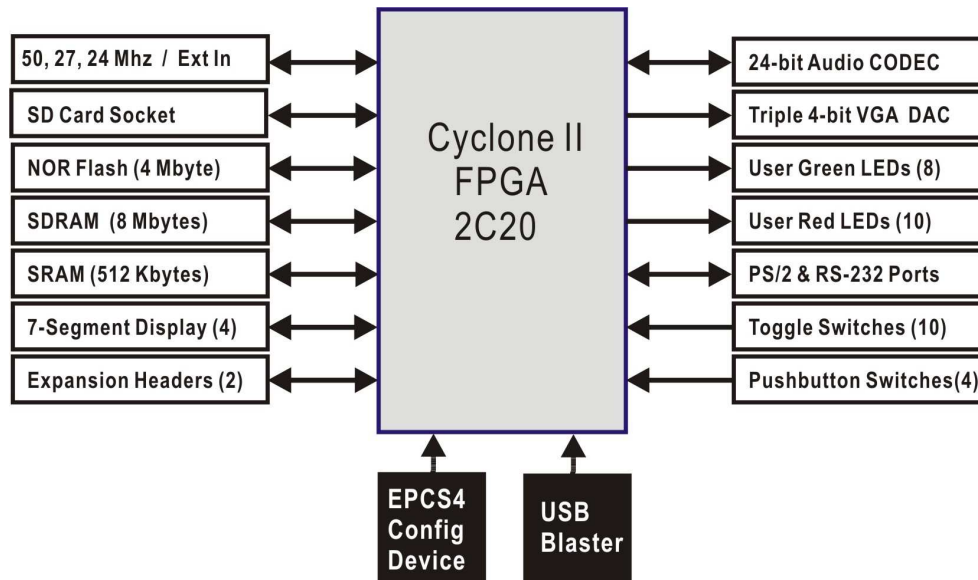 50, 27, 24 Mhz / Ext In
SD Card Socket
NOR Flash (4 Mbyte)
SDRAM (8 Mbytes)
SRAM (512 Kbytes)
7-Segment Display (4)
Expansion Headers (2)
Cyclone II
FPGA
2C20
24-bit Audio CODEC
Triple 4-bit VGA DAC
User Green LEDs (8)
User Red LEDs (10)
PS/2 & RS-232 Ports
Toggle Switches (10)
Pushbutton Switches(4)
EPCS4
Config
Device
USB
Blaster